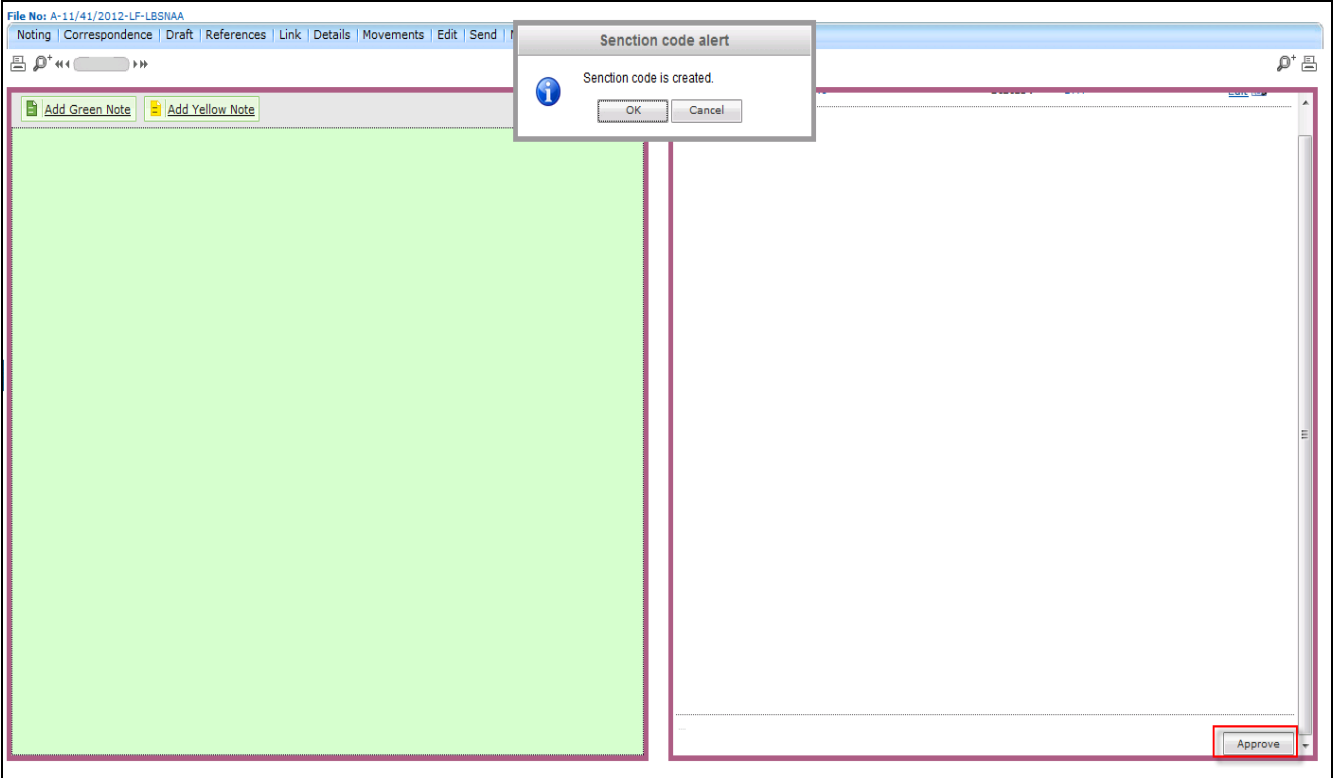 File No: A-11/41/2012-LF-LBSNAA
Noting | Correspondence | Draft | References | Link | Details | Movements | Edit | Send |
Senction code alert
Senction code is created.
OK Cancel
Add Green Note Add Yellow Note
Approve